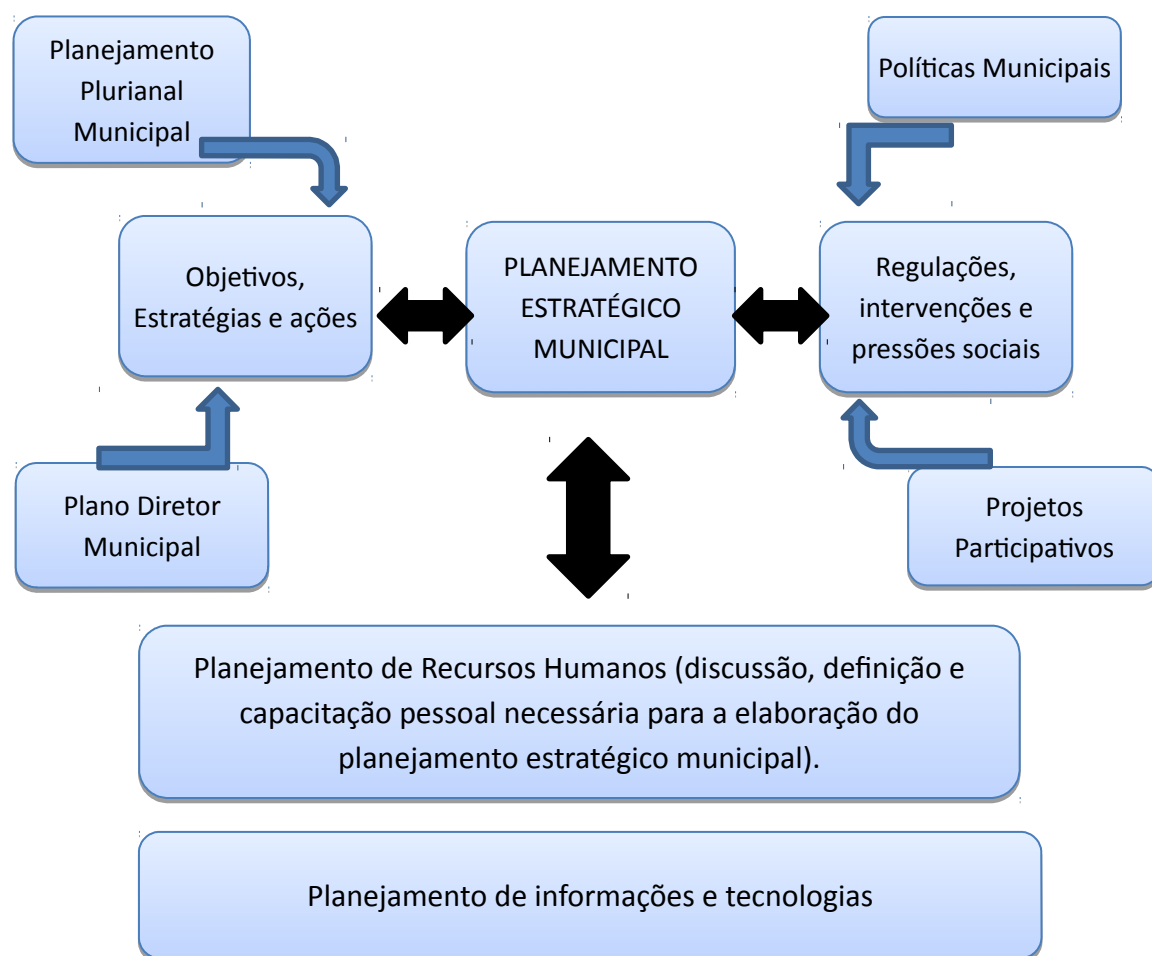 Planejamento
Plurianal
Municipal
Políticas Municipais
Objetivos,
Estratégias e ações
PLANEJAMENTO
ESTRATÉGICO
MUNICIPAL
Regulações,
intervenções e
pressões sociais
Plano Diretor
Municipal
Projetos
Participativos
Planejamento de Recursos Humanos (discussão, definição e
capacitação pessoal necessária para a elaboração do
planejamento estratégico municipal).
Planejamento de informações e tecnologias